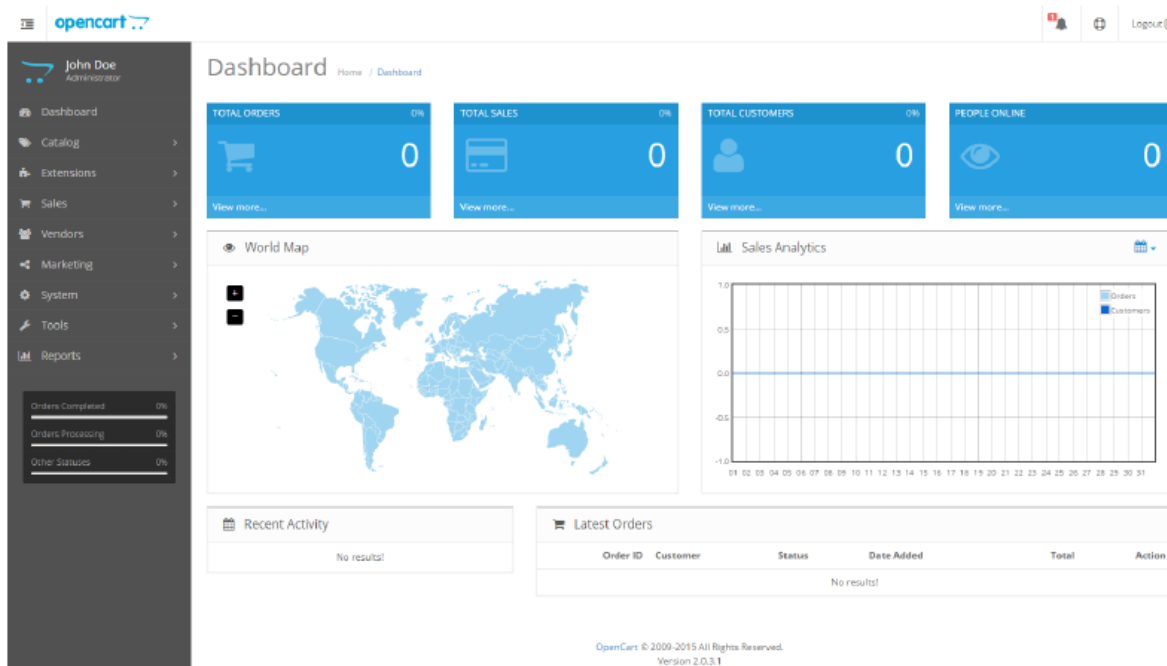 opencart
1
Logout
John Doe
Administrator
Dashboard
Catalog
Extensions
Sales
Vendors
Marketing
System
Tools
Reports
Orders Completed 0%
Orders Processing 0%
Other Statuses 0%
Dashboard Home / Dashboard
TOTAL ORDERS 0%
0
View more...
TOTAL SALES 0%
0
View more...
TOTAL CUSTOMERS 0%
0
View more...
PEOPLE ONLINE
0
View more...
World Map
+
−
Sales Analytics
Orders
Customers
1.0
0.5
0.0
-0.5
-1.0
01 02 03 04 05 06 07 08 09 10 11 12 13 14 15 16 17 18 19 20 21 22 23 24 25 26 27 28 29 30 31
Recent Activity
No results!
Latest Orders
Order ID Customer Status Date Added Total Action
No results!
OpenCart © 2009-2015 All Rights Reserved.
Version 2.0.3.1